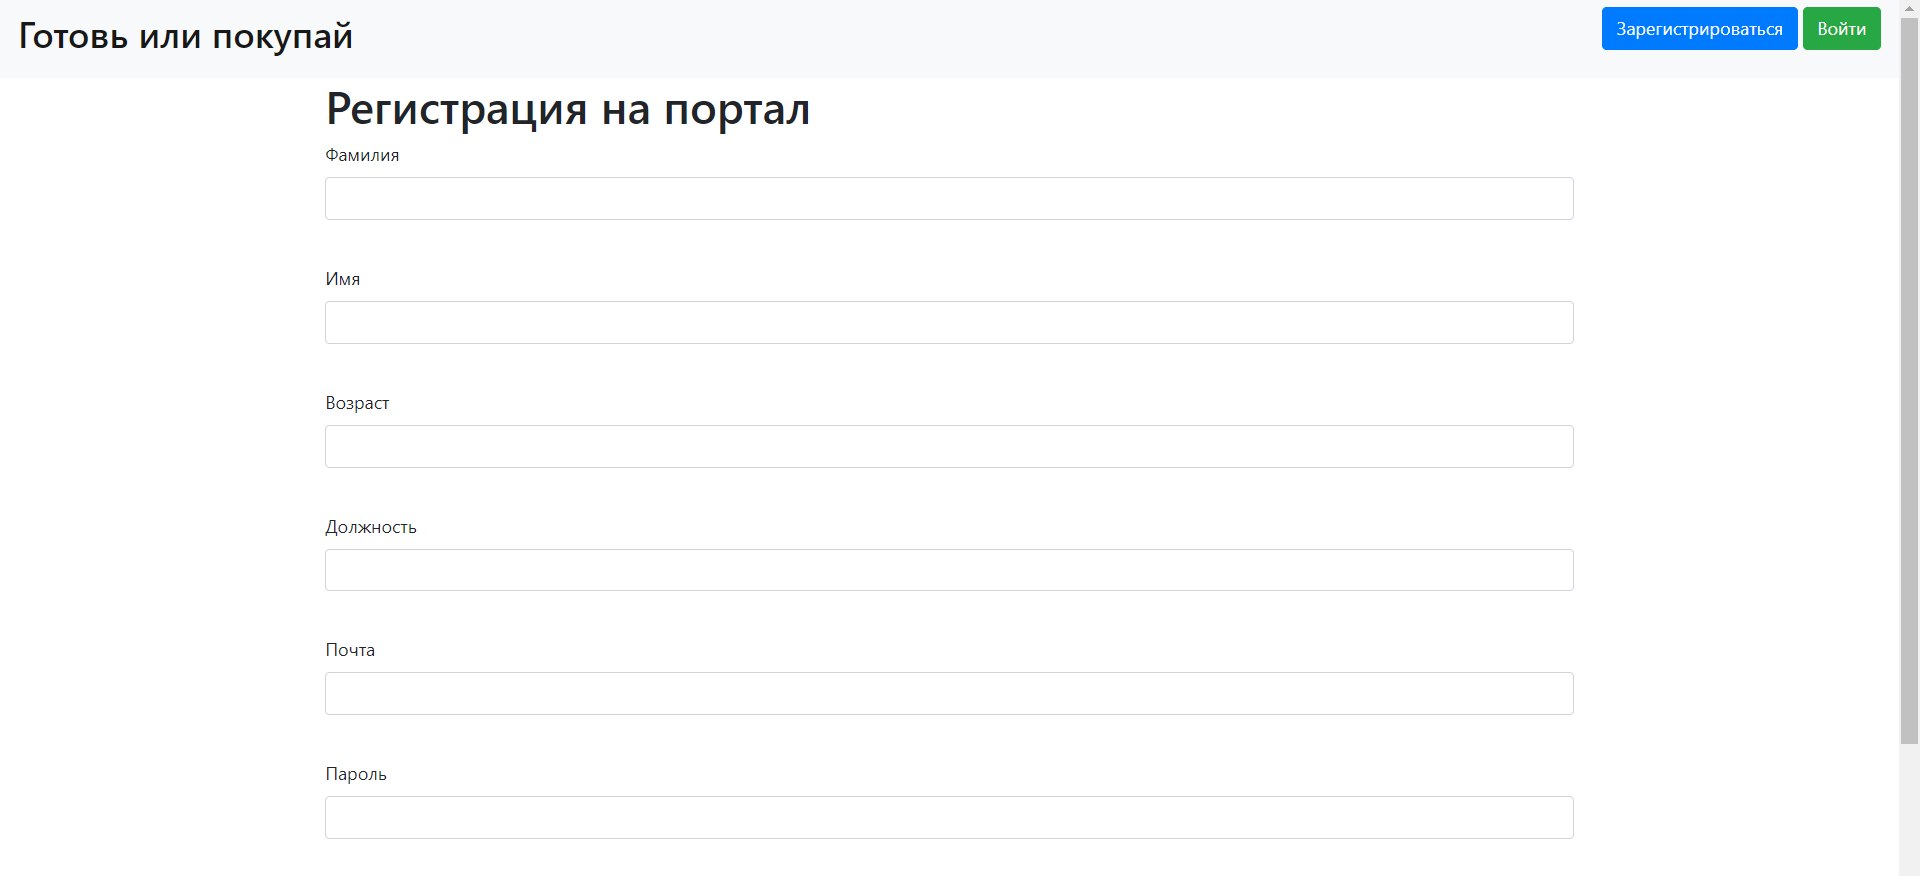 Готовь или покупай
Зарегистрироваться
Войти
Регистрация на портал
Фамилия
Имя
Возраст
Должность
Почта
Пароль